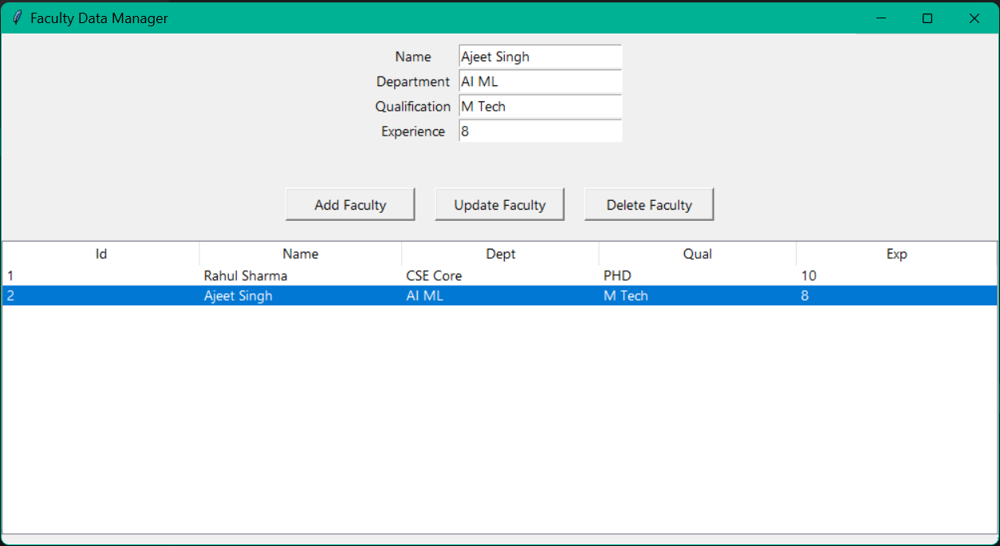 Faculty Data Manager
Name Ajeet Singh
Department AI ML
Qualification M Tech
Experience 8
Add Faculty Update Faculty Delete Faculty
Id Name Dept Qual Exp
1 Rahul Sharma CSE Core PHD 10
2 Ajeet Singh AI ML M Tech 8